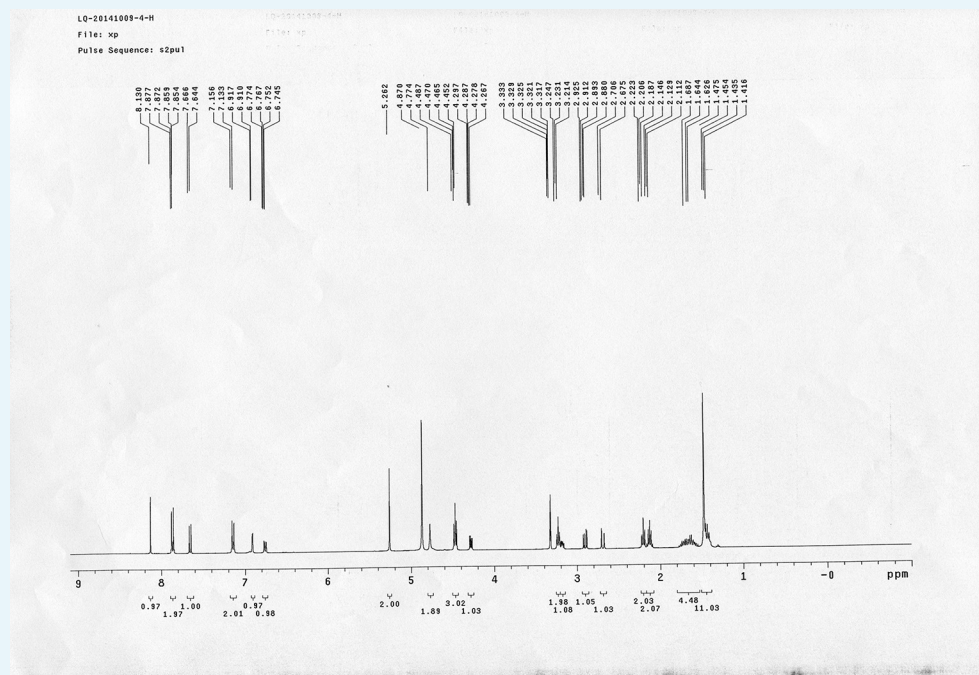 LQ-20141009-4-H
File: xp
Pulse Sequence: s2pul
8.130 7.877 7.872 7.859 7.854 7.666 7.644 7.156 7.133 6.917 6.910 6.774 6.767 6.752 6.745 5.262 4.870 4.774 4.487 4.470 4.465 4.452 4.297 4.287 4.278 4.267 3.333 3.329 3.325 3.321 3.317 3.247 3.231 3.214 2.925 2.912 2.893 2.880 2.706 2.675 2.223 2.206 2.187 2.146 2.129 2.112 1.687 1.644 1.626 1.475 1.454 1.435 1.416
9 8 7 6 5 4 3 2 1 -0 ppm
0.97 1.00 0.97 2.00 3.02 1.98 1.05 2.03 4.48
1.97 2.01 0.98 1.89 1.03 1.08 1.03 2.07 11.03